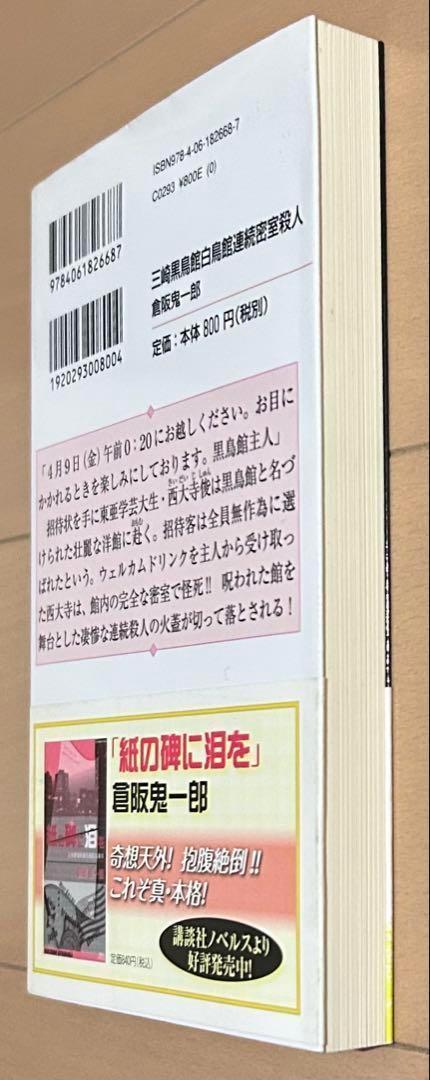 ISBN978-4-06-182668-7
C0293 ¥800E (0)
9784061826687
1920293008004
三崎黒鳥館白鳥館連続密室殺人
倉阪鬼一郎
定価：本体800円(税別)
「4月9日(金)午前0：20にお越しください。お目に
かかれるときを楽しみにしております。黒鳥館主人」
招待状を手に東亜学芸大生・西大寺俊は黒鳥館と名づ
けられた壮麗な洋館に赴く。招待客は全員無作為に選
ばれたという。ウェルカムドリンクを主人から受け取っ
た西大寺は、館内の完全な密室で怪死!! 呪われた館を
舞台とした凄惨な連続殺人の火蓋が切って落とされる！
「紙の碑に泪を」
倉阪鬼一郎
奇想天外！ 抱腹絶倒!!
これぞ真・本格！
定価840円(税込)
講談社ノベルスより
好評発売中！